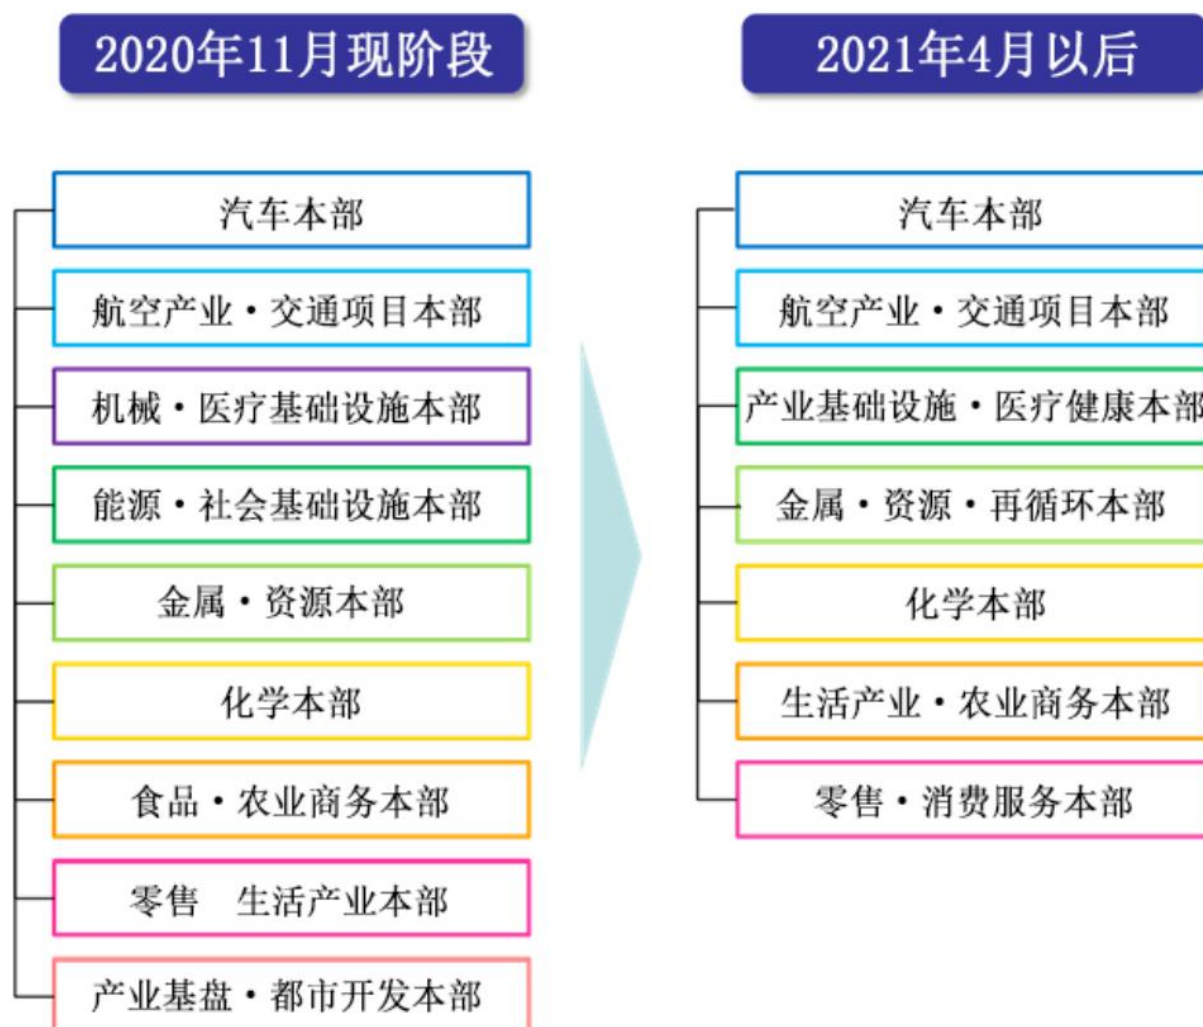 2020年11月现阶段
汽车本部
航空产业・交通项目本部
机械・医疗基础设施本部
能源・社会基础设施本部
金属・资源本部
化学本部
食品・农业商务本部
零售　生活产业本部
产业基盘・都市开发本部
2021年4月以后
汽车本部
航空产业・交通项目本部
产业基础设施・医疗健康本部
金属・资源・再循环本部
化学本部
生活产业・农业商务本部
零售・消费服务本部